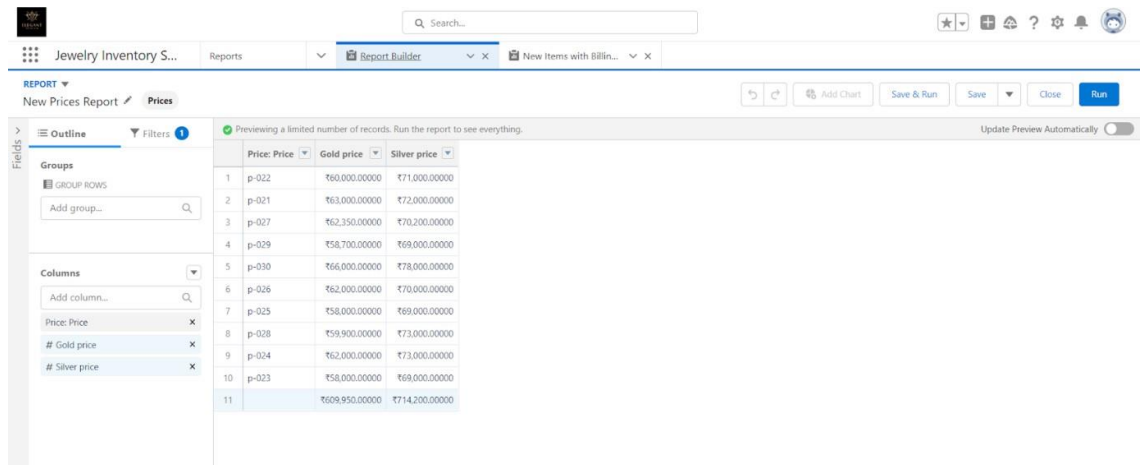 ELEGANT
Search...
Jewelry Inventory S... Reports Report Builder New Items with Billin...
REPORT
New Prices Report Prices
Add Chart Save & Run Save Close Run
Fields
Outline Filters 1
Previewing a limited number of records. Run the report to see everything. Update Preview Automatically
Groups
GROUP ROWS
Add group...
Columns
Add column...
Price: Price
# Gold price
# Silver price
Price: Price Gold price Silver price
1 p-022 ₹60,000.00000 ₹71,000.00000
2 p-021 ₹63,000.00000 ₹72,000.00000
3 p-027 ₹62,350.00000 ₹70,200.00000
4 p-029 ₹58,700.00000 ₹69,000.00000
5 p-030 ₹66,000.00000 ₹78,000.00000
6 p-026 ₹62,000.00000 ₹70,000.00000
7 p-025 ₹58,000.00000 ₹69,000.00000
8 p-028 ₹59,900.00000 ₹73,000.00000
9 p-024 ₹62,000.00000 ₹73,000.00000
10 p-023 ₹58,000.00000 ₹69,000.00000
11 ₹609,950.00000 ₹714,200.00000